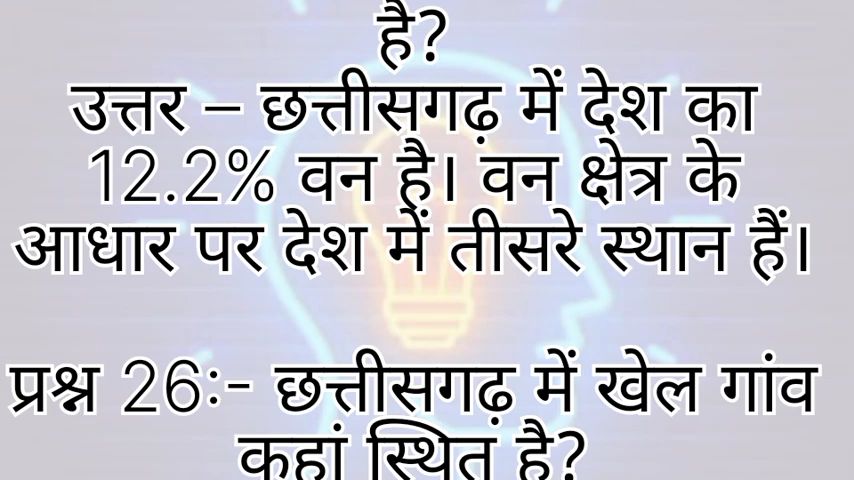 है?
उत्तर – छत्तीसगढ़ में देश का
12.2% वन है। वन क्षेत्र के
आधार पर देश में तीसरे स्थान हैं।
प्रश्न 26:- छत्तीसगढ़ में खेल गांव
कहां स्थित है?